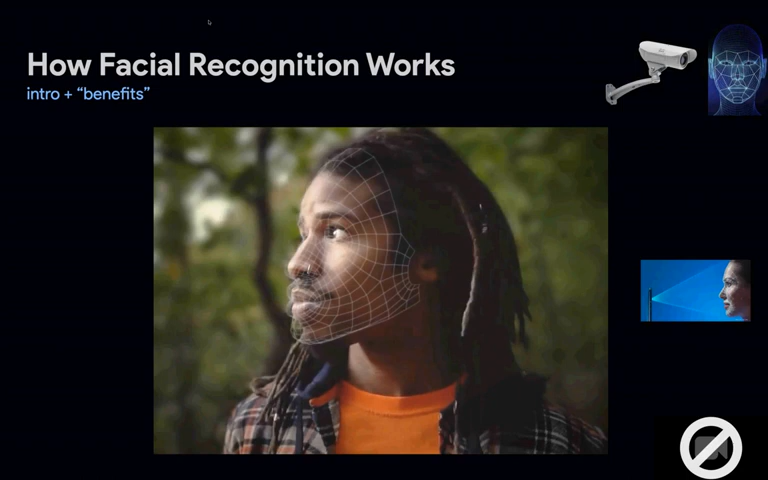 How Facial Recognition Works
intro + “benefits”